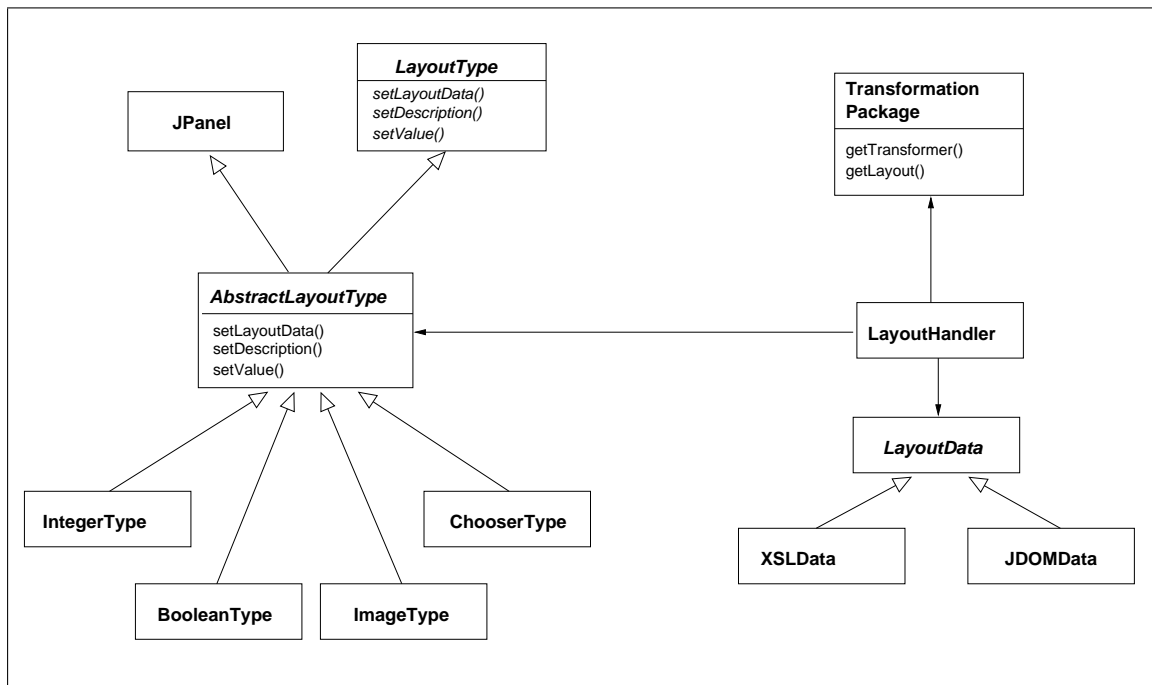 LayoutType
setLayoutData()
setDescription()
setValue()
JPanel
Transformation
Package
getTransformer()
getLayout()
AbstractLayoutType
setLayoutData()
setDescription()
setValue()
LayoutHandler
LayoutData
IntegerType
ChooserType
XSLData
JDOMData
BooleanType
ImageType